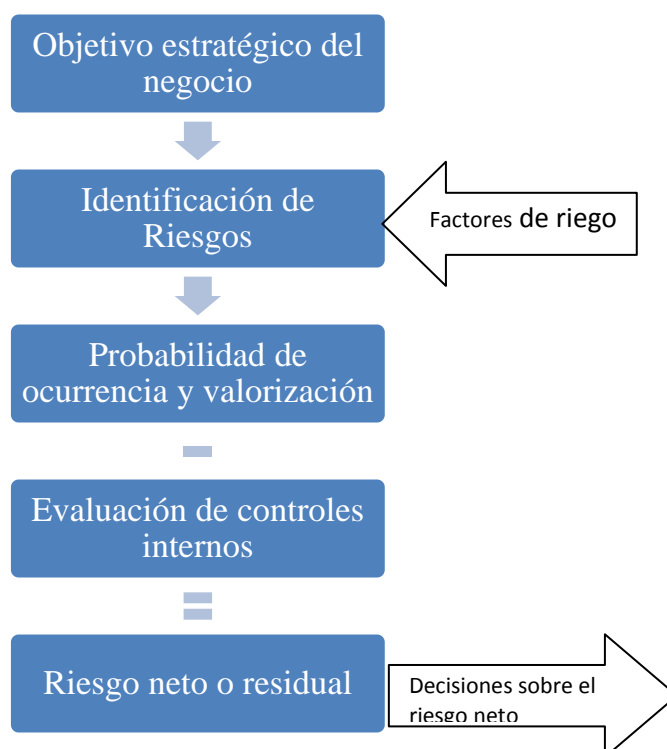 Objetivo estratégico del
negocio
Identificación de
Riesgos
Factores de riego
Probabilidad de
ocurrencia y valorización
Evaluación de controles
internos
Riesgo neto o residual
Decisiones sobre el
riesgo neto